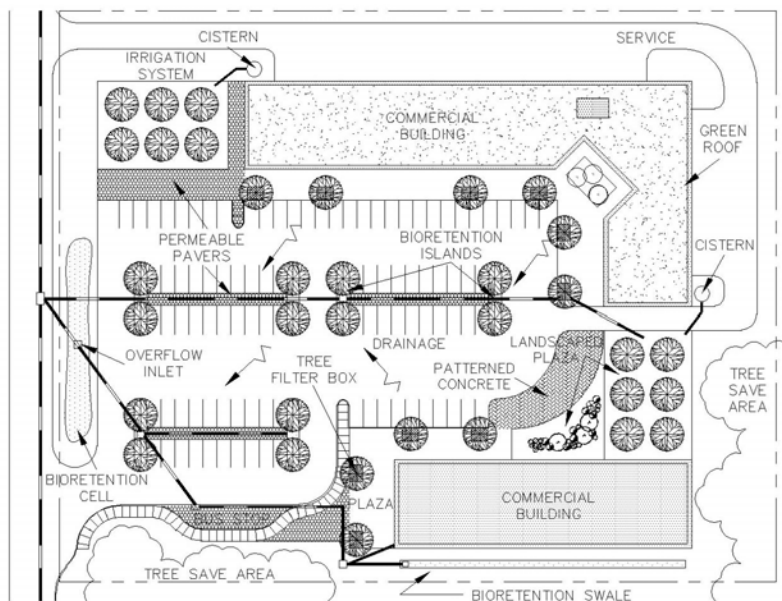 CISTERN
IRRIGATION
SYSTEM
SERVICE
COMMERCIAL
BUILDING
GREEN
ROOF
PERMEABLE
PAVERS
BIORETENTION
ISLANDS
CISTERN
OVERFLOW
INLET
TREE
FILTER BOX
DRAINAGE
LANDSCAPED
PLAZA
PATTERNED
CONCRETE
TREE
SAVE
AREA
BIORETENTION
CELL
BUS STOP
PLAZA
COMMERCIAL
BUILDING
TREE SAVE AREA
BIORETENTION SWALE